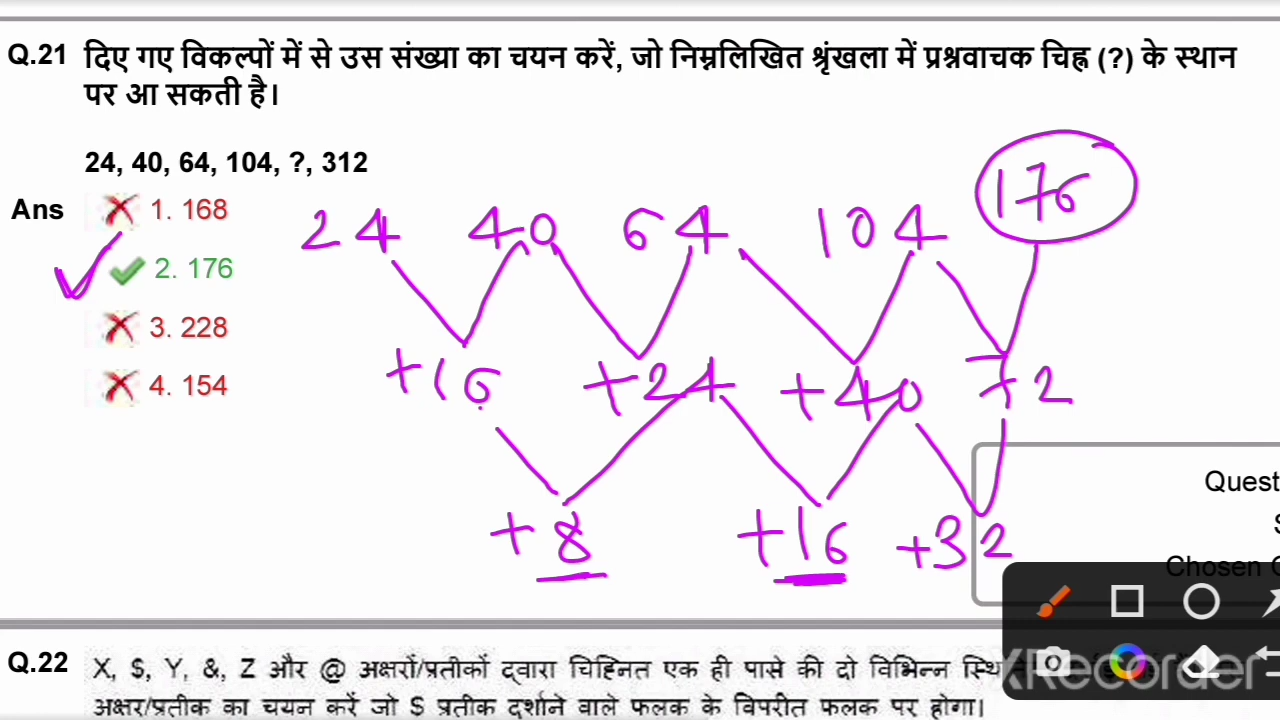 Q.21 दिए गए विकल्पों में से उस संख्या का चयन करें, जो निम्नलिखित श्रृंखला में प्रश्नवाचक चिह्न (?) के स्थान
पर आ सकती है।
24, 40, 64, 104, ?, 312
Ans 1. 168
2. 176
3. 228
4. 154
24 40 64 104 176
+16 +24 +40 72
+8 +16 +32
Quest
S
Chosen O
XRecorder
Q.22 X, $, Y, &, Z और @ अक्षरों/प्रतीकों द्वारा चिह्नित एक ही पासे की दो विभिन्न स्थि
अक्षर/प्रतीक का चयन करें जो $ प्रतीक दर्शाने वाले फलक के विपरीत फलक पर होगा।